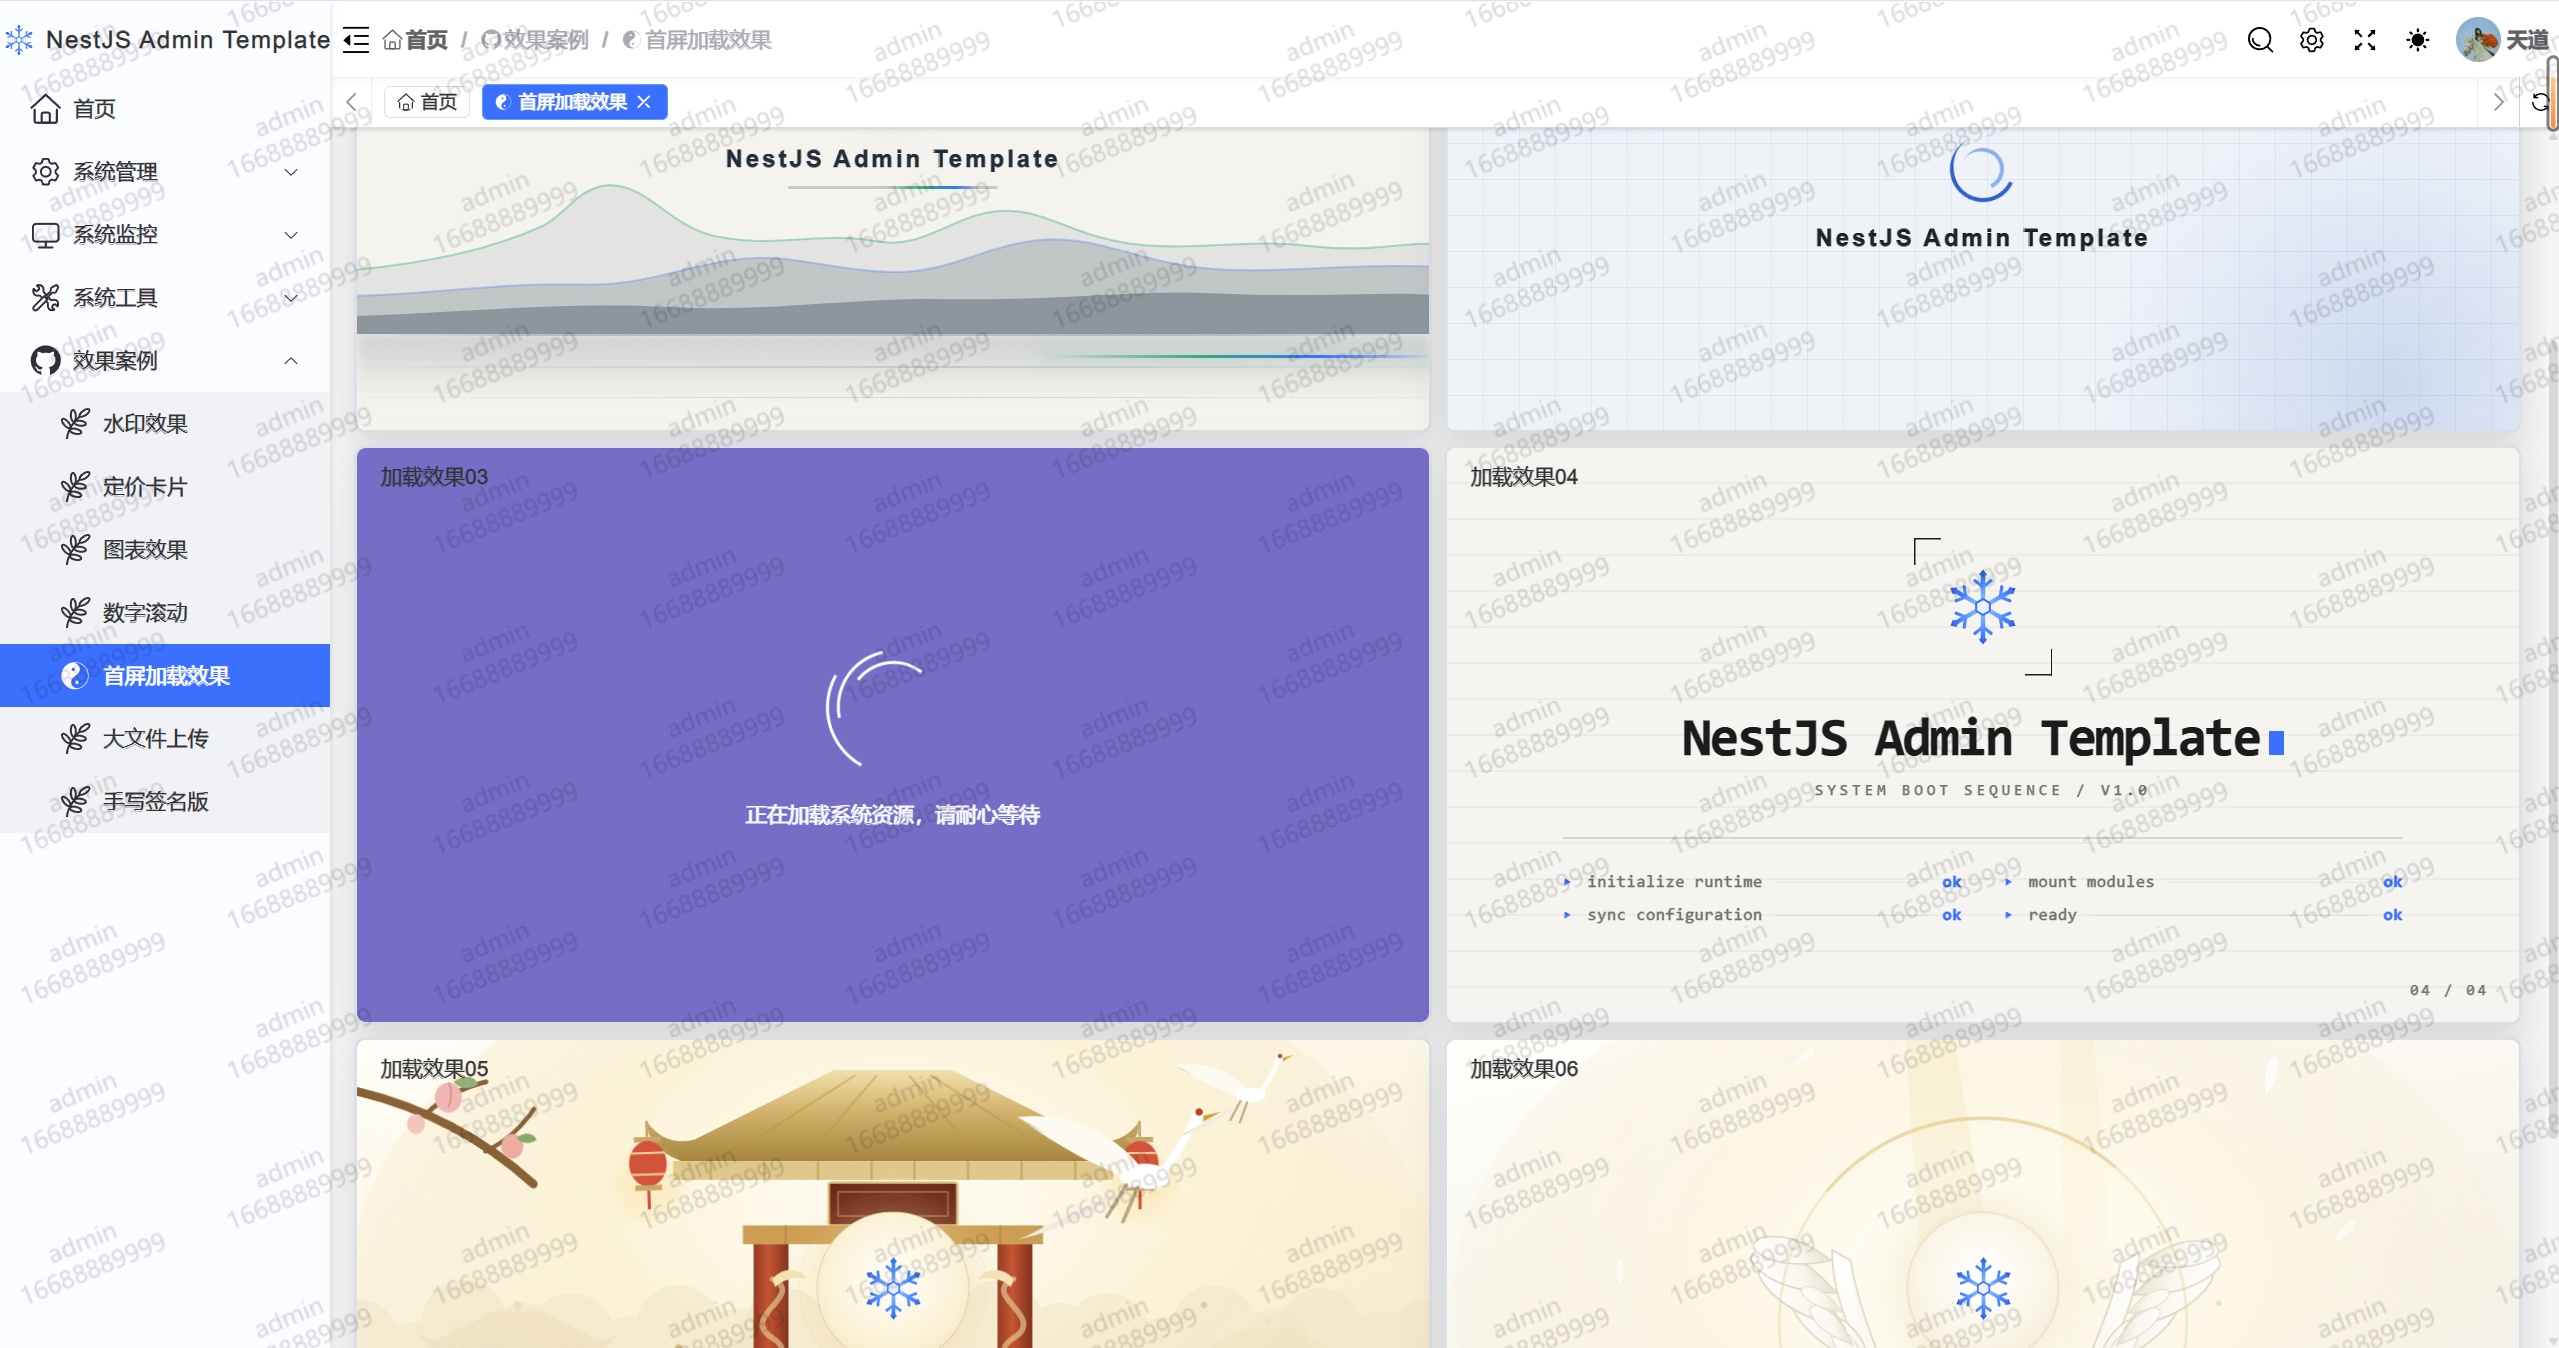 NestJS Admin Template
首页 / 效果案例 / 首屏加载效果
天道
首页
系统管理
系统监控
系统工具
效果案例
水印效果
定价卡片
图表效果
数字滚动
首屏加载效果
大文件上传
手写签名版
首页
首屏加载效果
NestJS Admin Template
NestJS Admin Template
加载效果03
正在加载系统资源，请耐心等待
加载效果04
NestJS Admin Template
SYSTEM BOOT SEQUENCE / V1.0
initialize runtime ok
mount modules ok
sync configuration ok
ready ok
04 / 04
加载效果05
加载效果06
admin
16688889999